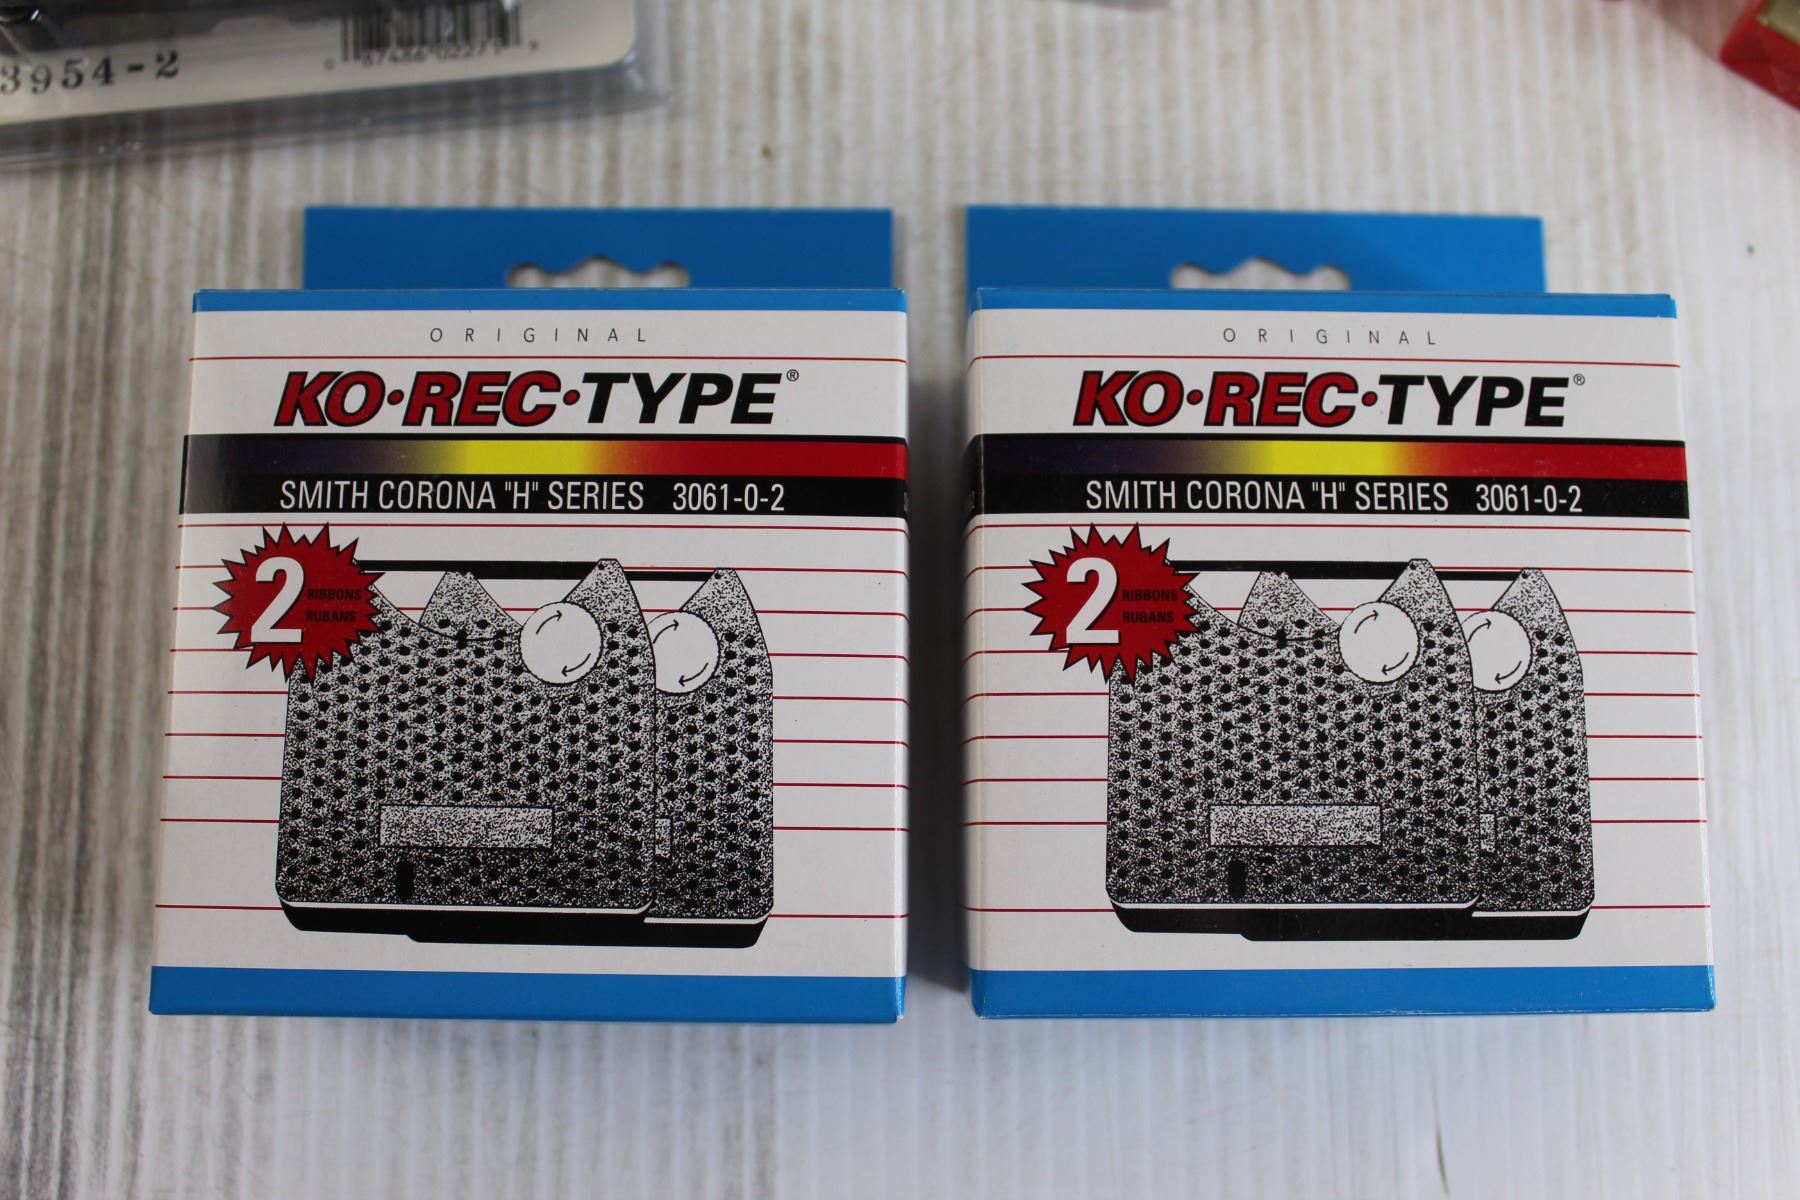 3954-2
ORIGINAL
KO•REC•TYPE®
SMITH CORONA "H" SERIES 3061-0-2
2 RIBBONS
RUBANS
ORIGINAL
KO•REC•TYPE®
SMITH CORONA "H" SERIES 3061-0-2
2 RIBBONS
RUBANS